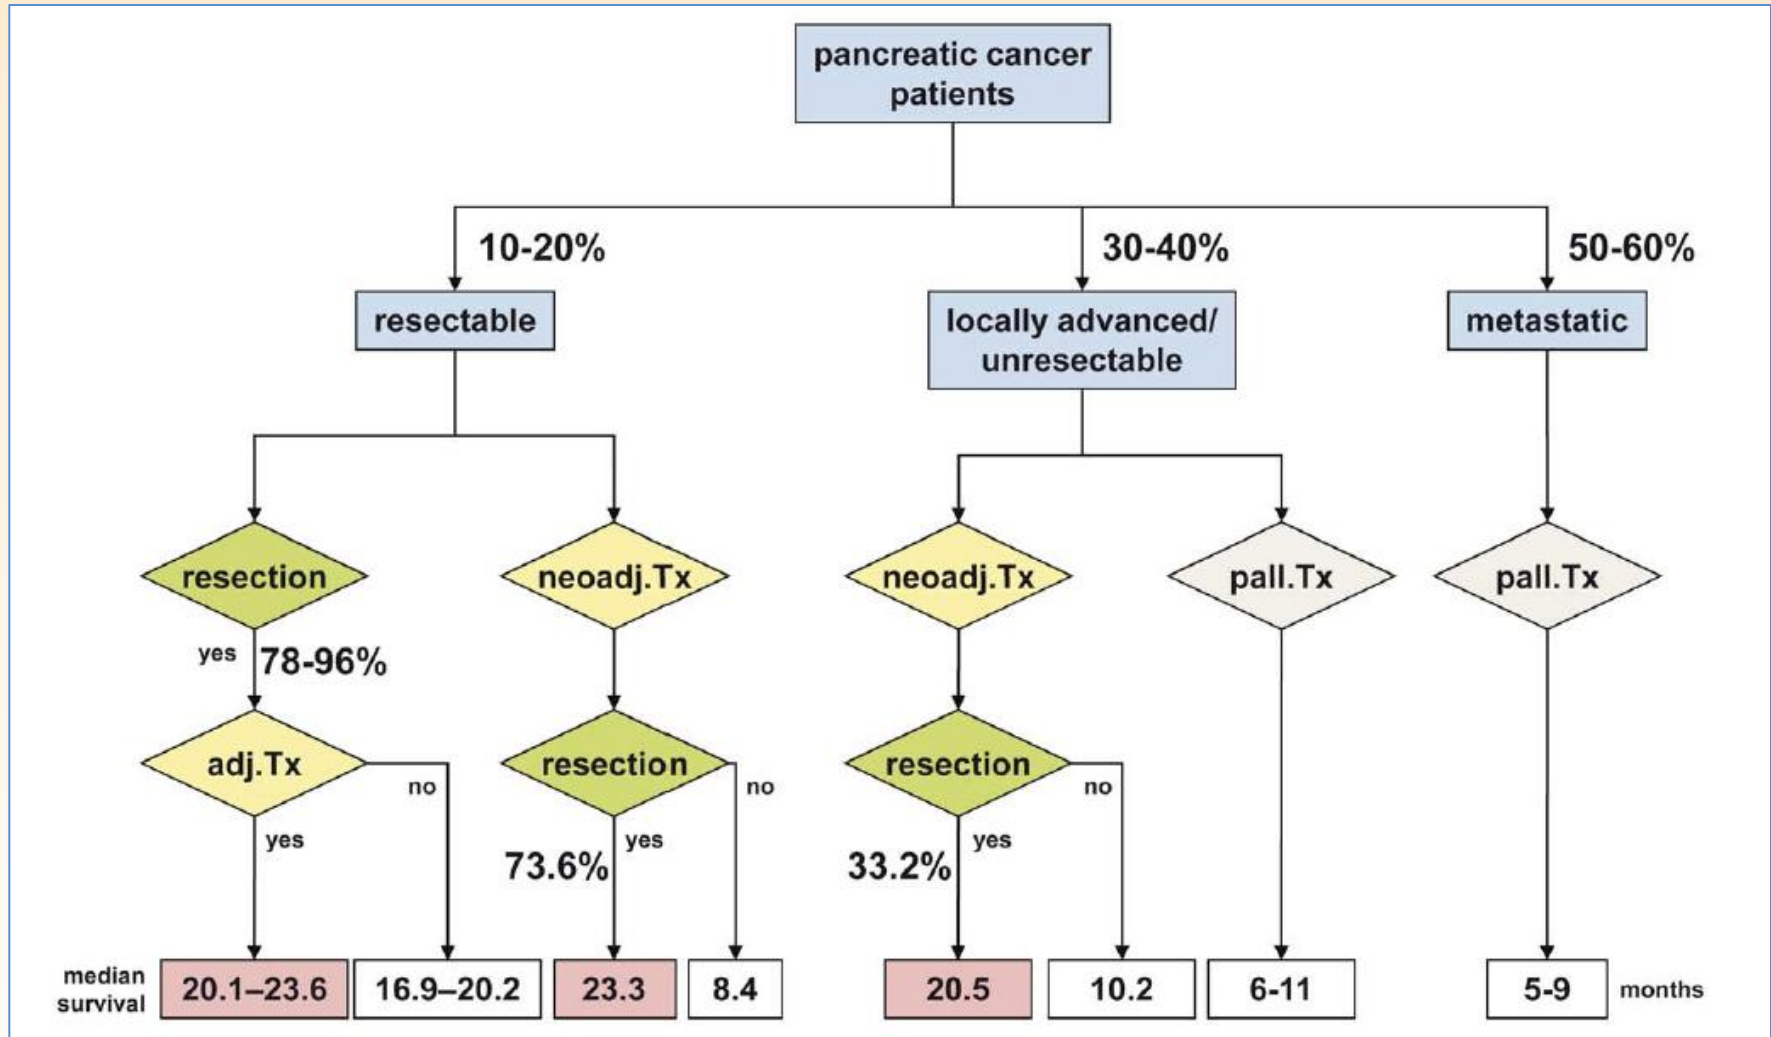 pancreatic cancer
patients
10-20%
30-40%
50-60%
resectable
locally advanced/
unresectable
metastatic
resection
neoadj.Tx
neoadj.Tx
pall.Tx
pall.Tx
yes
78-96%
adj.Tx
no
yes
resection
no
yes
73.6%
resection
no
yes
33.2%
median
survival
20.1–23.6
16.9–20.2
23.3
8.4
20.5
10.2
6-11
5-9
months